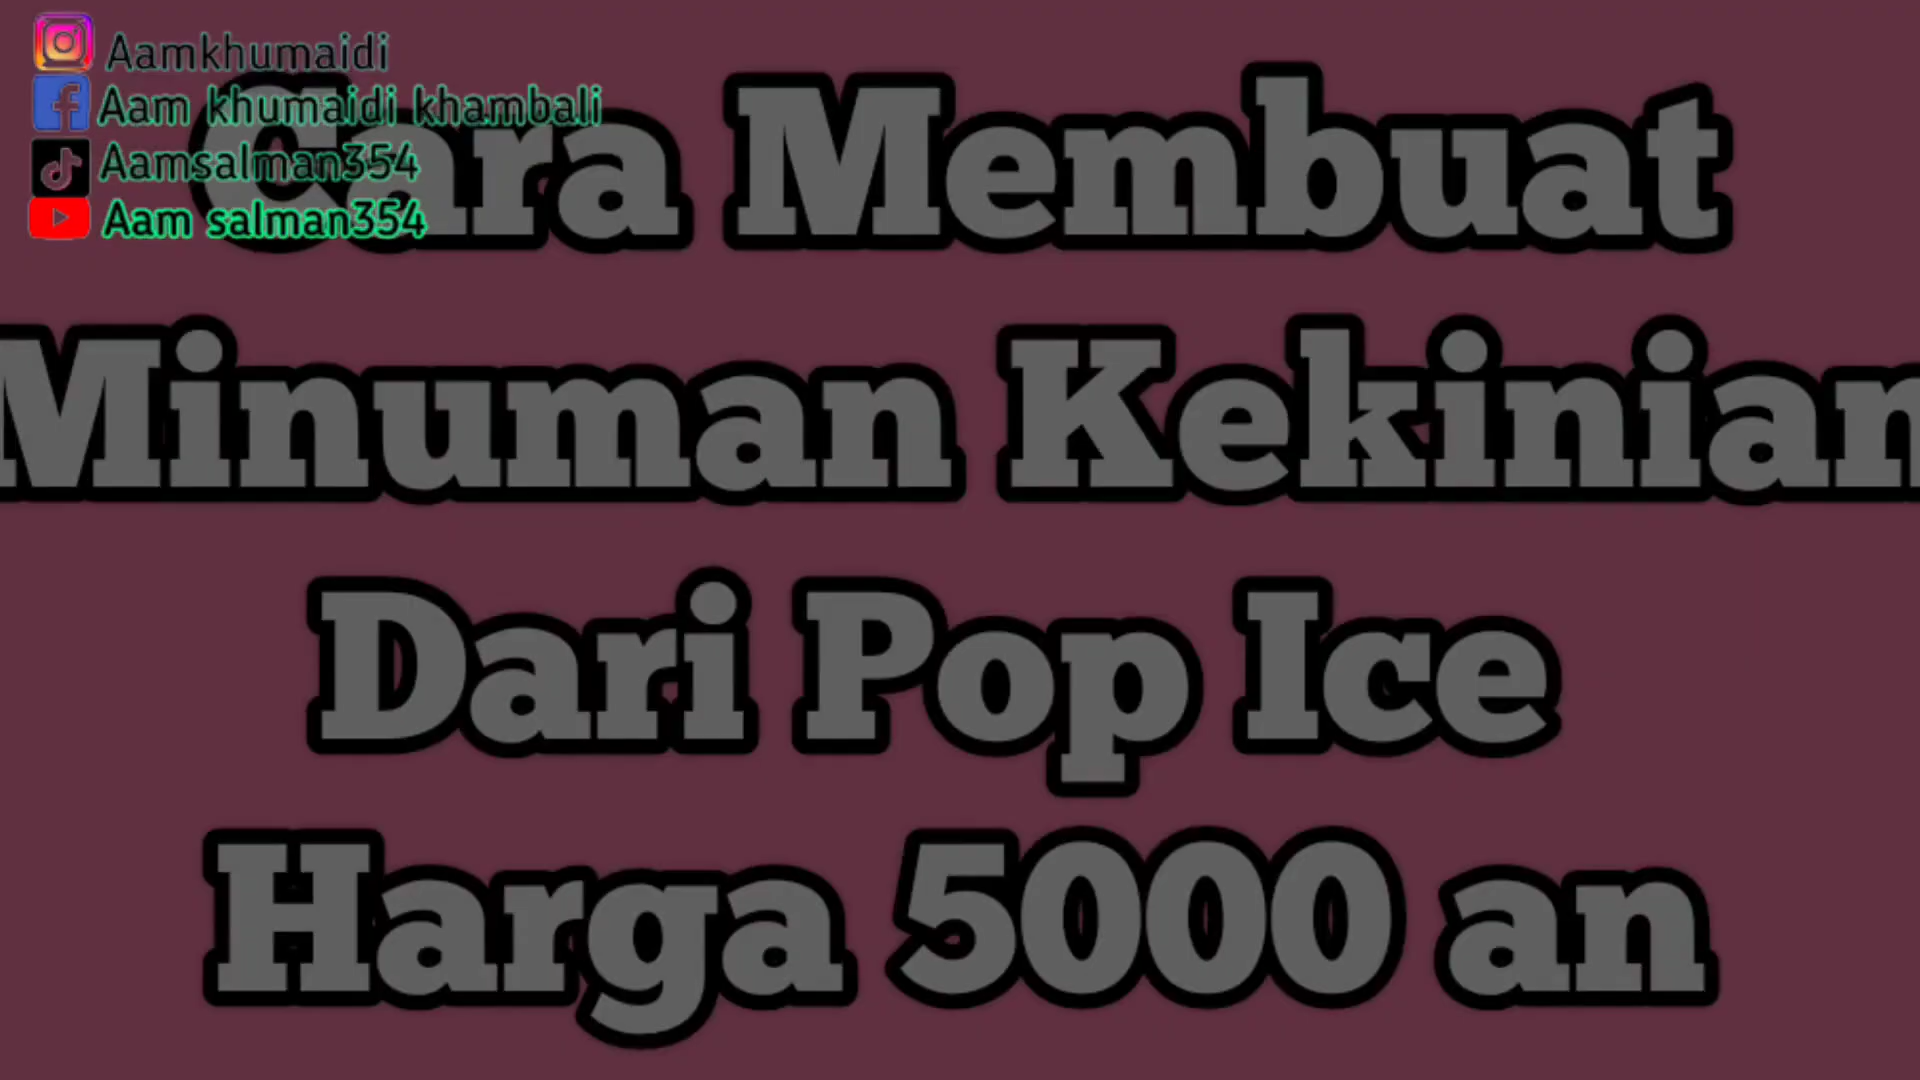 Aamkhumaidi
Aam khumaidi khambali
Aamsalman354
Aam salman354
Cara Membuat
Minuman Kekinian
Dari Pop Ice
Harga 5000 an